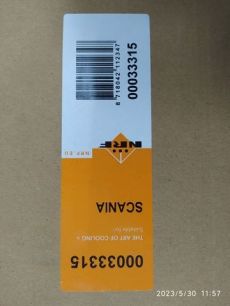 8 718042 112347
00033315
NRF
NRF.EU
SCANIA
Suitable for
THE ART OF COOLING
00033315
2023/5/30 11:57